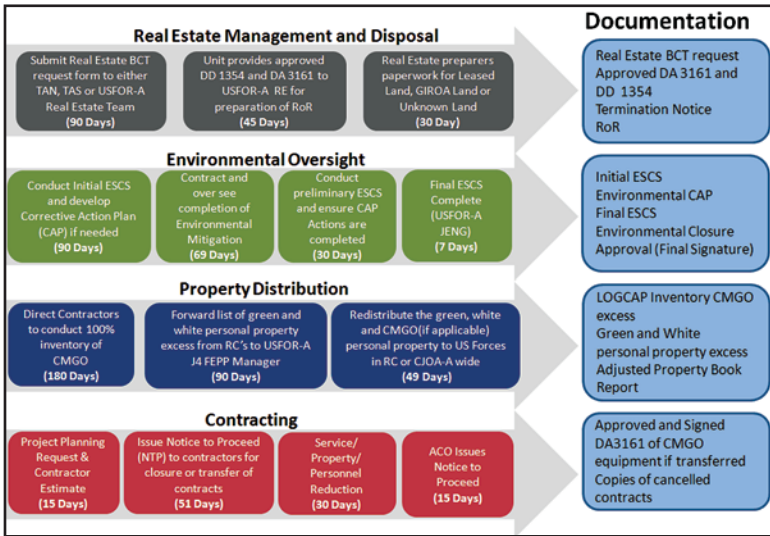 Real Estate Management and Disposal
Submit Real Estate BCT
request form to either
TAN, TAS or USFOR-A
Real Estate Team
(90 Days)
Unit provides approved
DD 1354 and DA 3161 to
USFOR-A RE for
preparation of RoR
(45 Days)
Real Estate preparers
paperwork for Leased
Land, GIROA Land or
Unknown Land
(30 Day)
Documentation
Real Estate BCT request
Approved DA 3161 and
DD 1354
Termination Notice
RoR
Environmental Oversight
Conduct Initial ESCS
and develop
Corrective Action Plan
(CAP) if needed
(90 Days)
Contract and
over see
completion of
Environmental
Mitigation
(69 Days)
Conduct
preliminary ESCS
and ensure CAP
Actions are
completed
(30 Days)
Final ESCS
Complete
(USFOR-A
JENG)
(7 Days)
Initial ESCS
Environmental CAP
Final ESCS
Environmental Closure
Approval (Final Signature)
Property Distribution
Direct Contractors
to conduct 100%
inventory of
CMGO
(180 Days)
Forward list of green and
white personal property
excess from RC's to USFOR-A
J4 FEPP Manager
(90 Days)
Redistribute the green, white
and CMGO(if applicable)
personal property to US Forces
in RC or CJOA-A wide
(49 Days)
LOGCAP Inventory CMGO
excess
Green and White
personal property excess
Adjusted Property Book
Report
Contracting
Project Planning
Request &
Contractor
Estimate
(15 Days)
Issue Notice to Proceed
(NTP) to contractors for
closure or transfer of
contracts
(51 Days)
Service/
Property/
Personnel
Reduction
(30 Days)
ACO Issues
Notice to
Proceed
(15 Days)
Approved and Signed
DA3161 of CMGO
equipment if transferred
Copies of cancelled
contracts